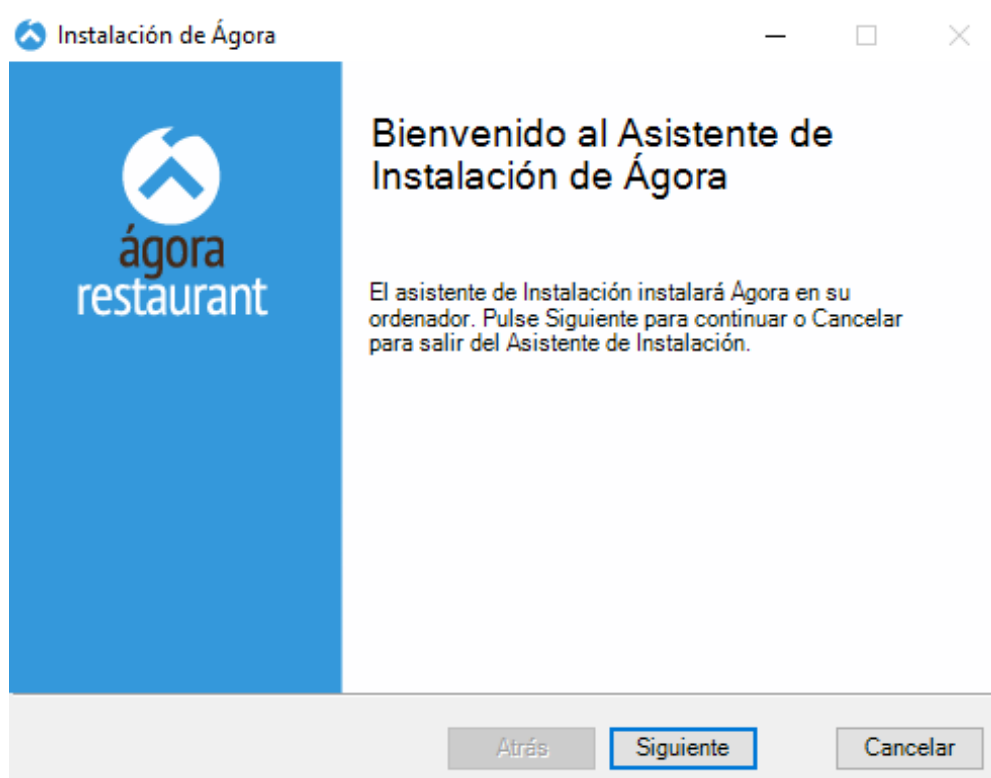 Instalación de Ágora
ágora
restaurant
Bienvenido al Asistente de
Instalación de Ágora
El asistente de Instalación instalará Ágora en su
ordenador. Pulse Siguiente para continuar o Cancelar
para salir del Asistente de Instalación.
Atrás
Siguiente
Cancelar